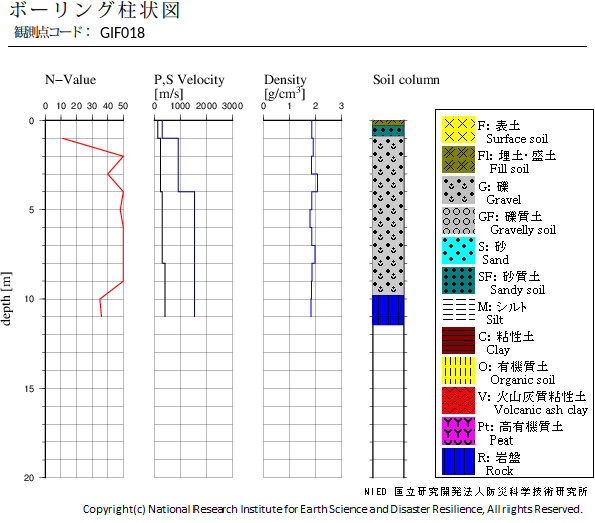 ボーリング柱状図
観測点コード： GIF018
N-Value P,S Velocity Density Soil column
[m/s] [g/cm3]
0 10 20 30 40 50 0 1000 2000 3000 0 1 2 3
0
5
10
15
20
depth [m]
F: 表土
Surface soil
Fl: 埋土・盛土
Fill soil
G: 礫
Gravel
GF: 礫質土
Gravelly soil
S: 砂
Sand
SF: 砂質土
Sandy soil
M: シルト
Silt
C: 粘性土
Clay
O: 有機質土
Organic soil
V: 火山灰質粘性土
Volcanic ash clay
Pt: 高有機質土
Peat
R: 岩盤
Rock
NIED 国立研究開発法人防災科学技術研究所
Copyright(c) National Research Institute for Earth Science and Disaster Resilience, All rights Reserved.